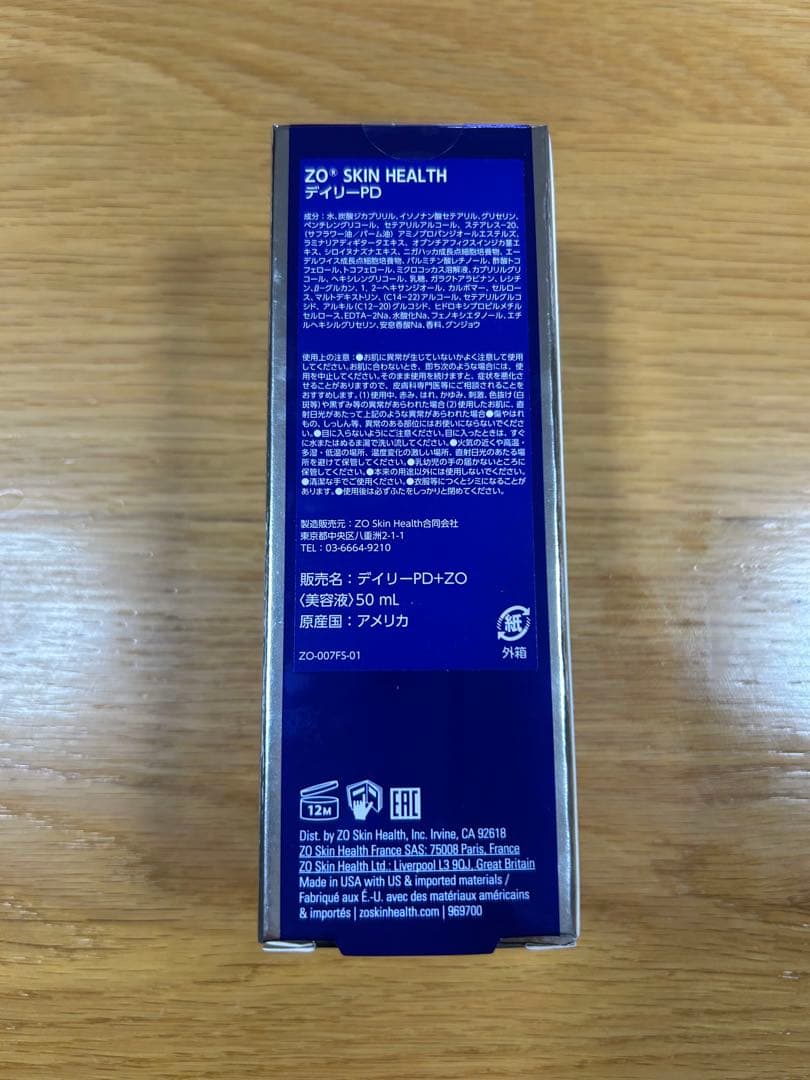 ZO® SKIN HEALTH
デイリーPD
成分：水、炭酸ジカプリリル、イソノナン酸セテアリル、グリセリン、
ペンチレングリコール、セテアリルアルコール、ステアレス-20、
(サフラワー油／パーム油) アミノプロパンジオールエステルズ、
ラミナリアディギタータエキス、オプンチアフィクスインジカ茎エ
キス、シロイヌナズナエキス、ニガハッカ成長点細胞培養物、エー
デルワイス成長点細胞培養物、パルミチン酸レチノール、酢酸トコ
フェロール、トコフェロール、ミクロコッカス溶解液、カプリリルグリ
コール、ヘキシレングリコール、乳糖、ガラクトアラビナン、レシチ
ン、β-グルカン、1, 2-ヘキサンジオール、カルボマー、セルロー
ス、マルトデキストリン、(C14-22)アルコール、セテアリルグルコ
シド、アルキル(C12-20)グルコシド、ヒドロキシプロピルメチル
セルロース、EDTA-2Na、水酸化Na、フェノキシエタノール、エチ
ルヘキシルグリセリン、安息香酸Na、香料、グンジョウ
使用上の注意：●お肌に異常が生じていないかよく注意して使用
してください。お肌に合わないとき、即ち次のような場合には、使
用を中止してください。そのまま使用を続けますと、症状を悪化さ
せることがありますので、皮膚科専門医等にご相談されることを
おすすめします。(1)使用中、赤み、はれ、かゆみ、刺激、色抜け(白
斑等)や黒ずみ等の異常があらわれた場合(2)使用したお肌に、直
射日光があたって上記のような異常があらわれた場合●傷やはれ
もの、しっしん等、異常のある部位にはお使いにならないでくださ
い。●目に入らないようにご注意ください。目に入ったときは、すぐ
に水またはぬるま湯で洗い流してください。●火気の近くや高温・
多湿・低温の場所、温度変化の激しい場所、直射日光のあたる場
所を避けて保管してください。●乳幼児の手の届かないところに
保管してください。●本来の用途以外には使用しないでください。
●清潔な手でご使用ください。●衣服等につくとシミになることが
あります。●使用後は必ずふたをしっかりと閉めてください。
製造販売元：ZO Skin Health合同会社
東京都中央区八重洲2-1-1
TEL：03-6664-9210
販売名：デイリーPD+ZO
〈美容液〉50 mL
原産国：アメリカ
紙
ZO-007FS-01
外箱
12M
EAC
Dist. by ZO Skin Health, Inc. Irvine, CA 92618
ZO Skin Health France SAS: 75008 Paris, France
ZO Skin Health Ltd.: Liverpool L3 9QJ, Great Britain
Made in USA with US & imported materials /
Fabriqué aux É.-U. avec des matériaux américains
& importés | zoskinhealth.com | 969700